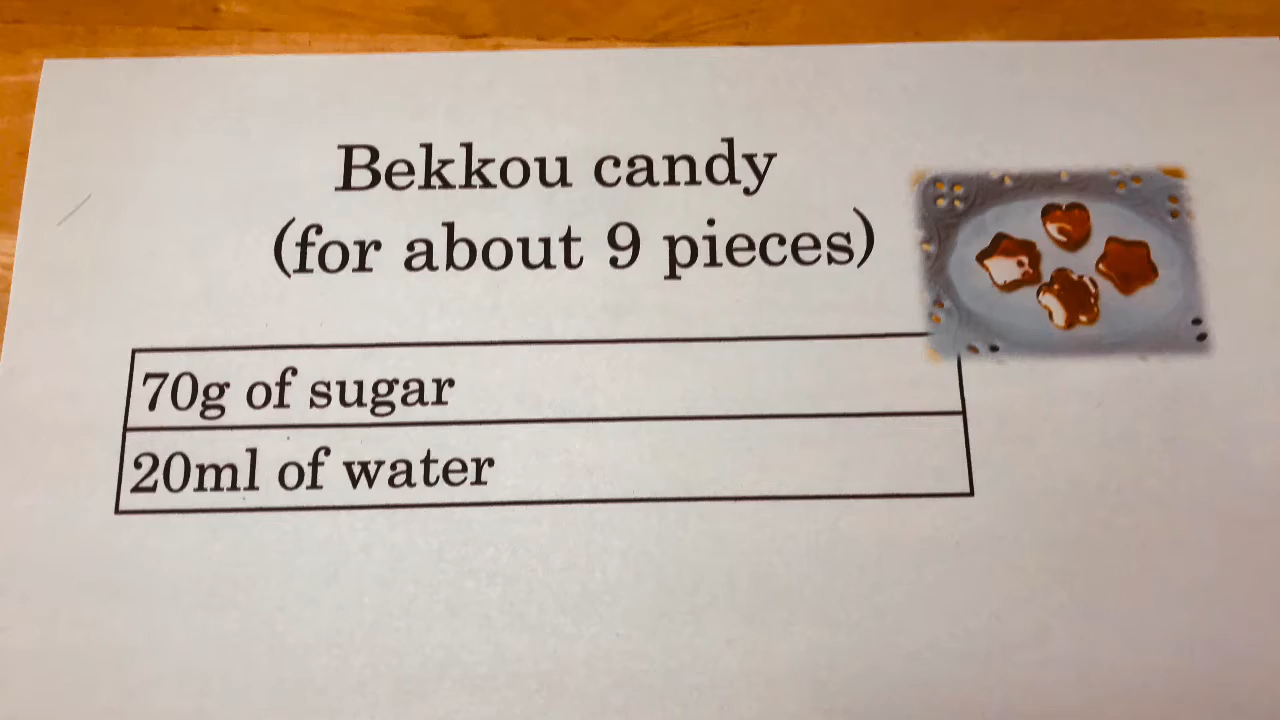 Bekkou candy
(for about 9 pieces)
70g of sugar
20ml of water